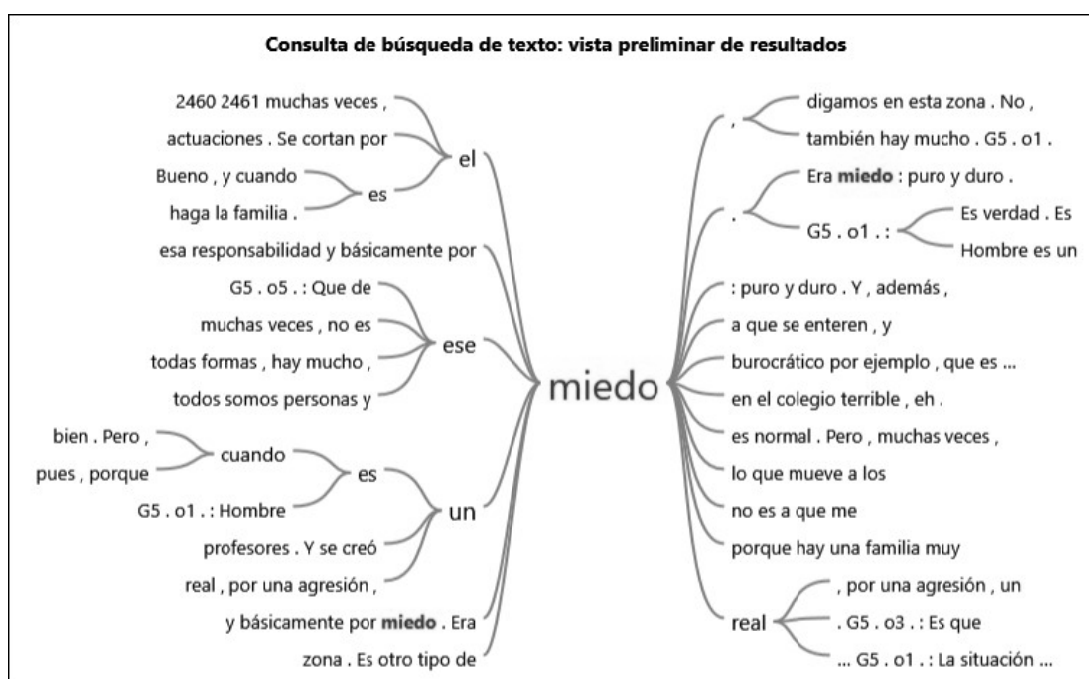 Consulta de búsqueda de texto: vista preliminar de resultados
2460 2461 muchas veces ,
actuaciones . Se cortan por
el
Bueno , y cuando
haga la familia .
es
esa responsabilidad y básicamente por
G5 . o5 . : Que de
muchas veces , no es
todas formas , hay mucho ,
todos somos personas y
ese
bien . Pero ,
pues , porque
cuando
G5 . o1 . : Hombre
es
profesores . Y se creó
real , por una agresión ,
un
y básicamente por miedo . Era
zona . Es otro tipo de
miedo
,
digamos en esta zona . No ,
también hay mucho . G5 . o1 .
.
Era miedo : puro y duro .
G5 . o1 . :
Es verdad . Es
Hombre es un
: puro y duro . Y , además ,
a que se enteren , y
burocrático por ejemplo , que es ...
en el colegio terrible , eh .
es normal . Pero , muchas veces ,
lo que mueve a los
no es a que me
porque hay una familia muy
real
, por una agresión , un
. G5 . o3 . : Es que
... G5 . o1 . : La situación ...